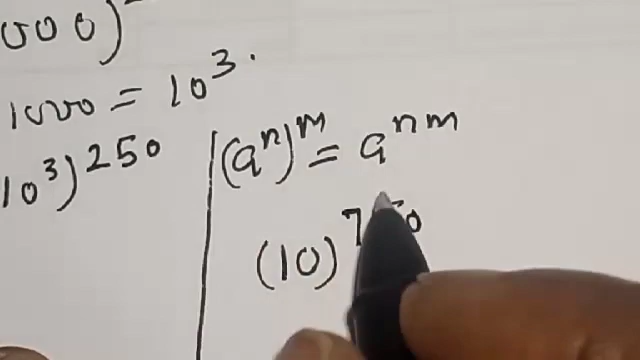 000)
1000 = 10³.
10³)²⁵⁰
(aⁿ)ᵐ = aⁿᵐ
(10)